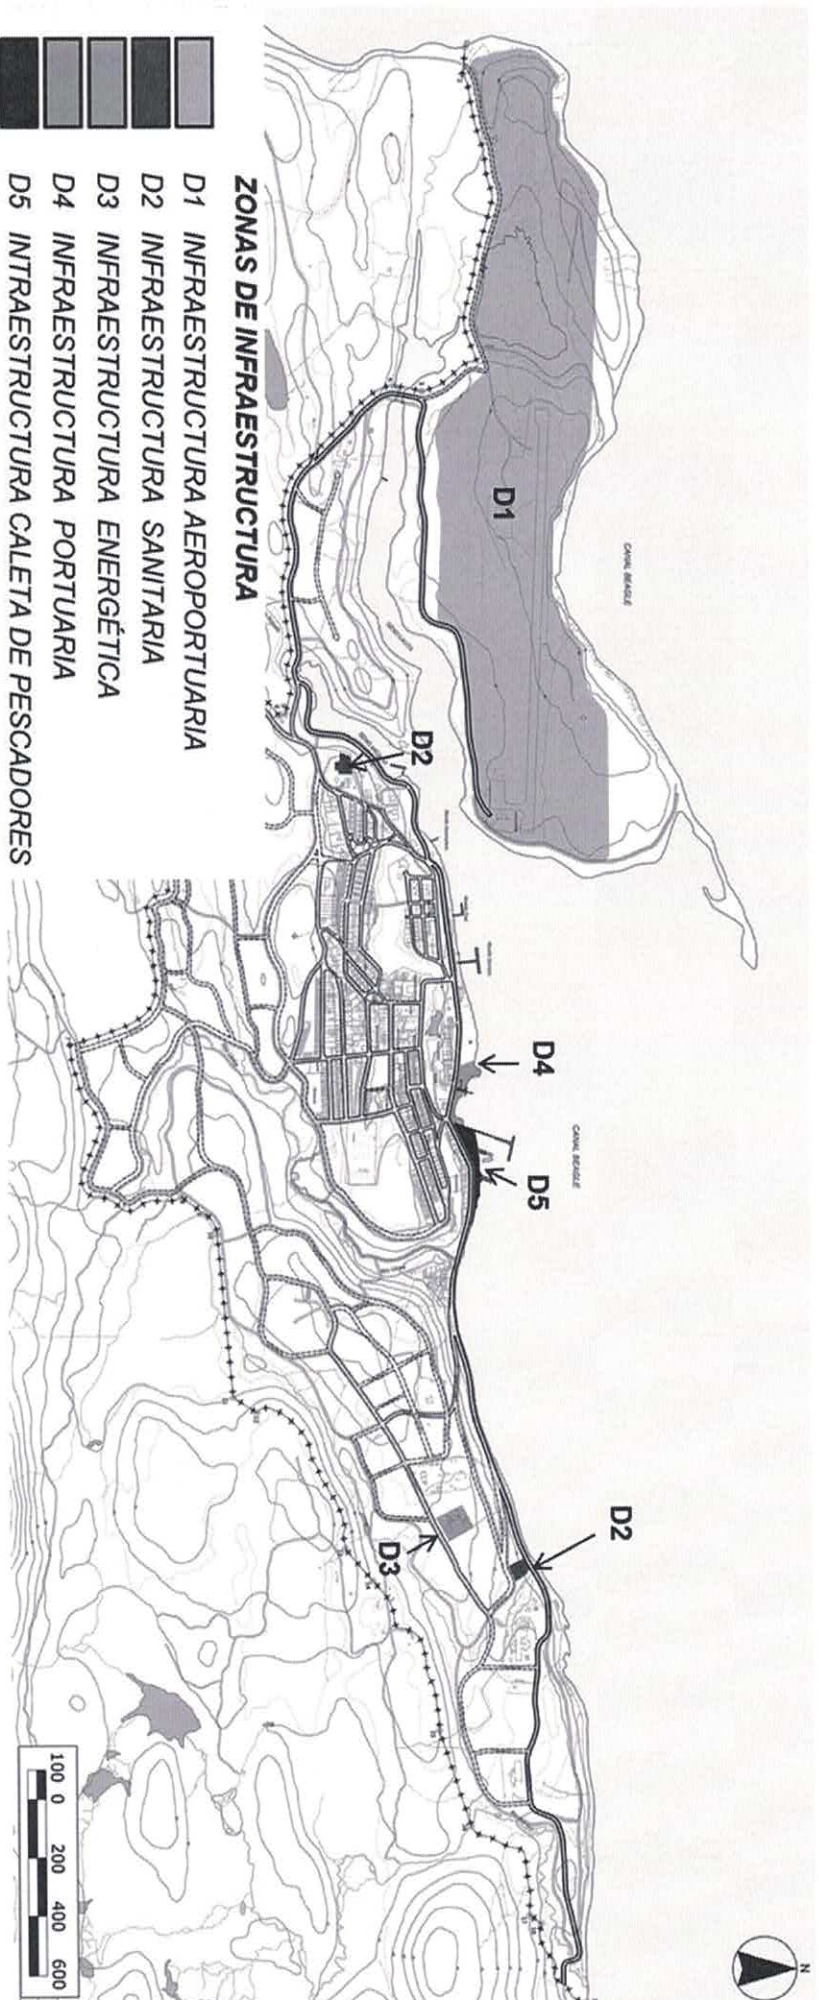 ZONAS DE INFRAESTRUCTURA
D1 INFRAESTRUCTURA AEROPORTUARIA
D2 INFRAESTRUCTURA SANITARIA
D3 INFRAESTRUCTURA ENERGÉTICA
D4 INFRAESTRUCTURA PORTUARIA
D5 INTRAESTRUCTURA CALETA DE PESCADORES
CANAL BEAGLE
D1
D2
D4
CANAL BEAGLE
D5
D2
D3
N
100 0 200 400 600